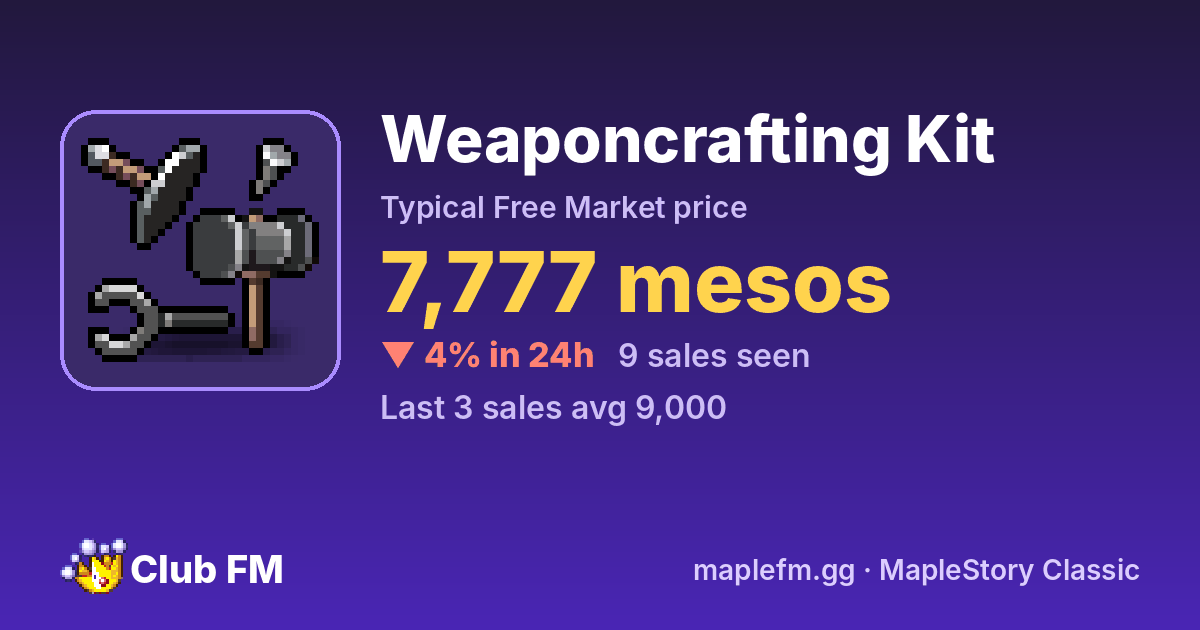 Weaponcrafting Kit
Typical Free Market price
7,777 mesos
▼ 4% in 24h 9 sales seen
Last 3 sales avg 9,000
Club FM
maplefm.gg · MapleStory Classic